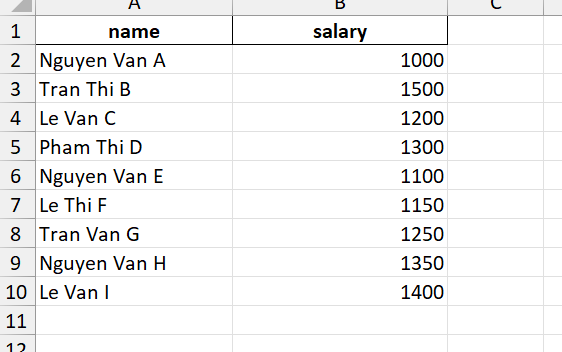 A B C
1 name salary
2 Nguyen Van A 1000
3 Tran Thi B 1500
4 Le Van C 1200
5 Pham Thi D 1300
6 Nguyen Van E 1100
7 Le Thi F 1150
8 Tran Van G 1250
9 Nguyen Van H 1350
10 Le Van I 1400
11
12